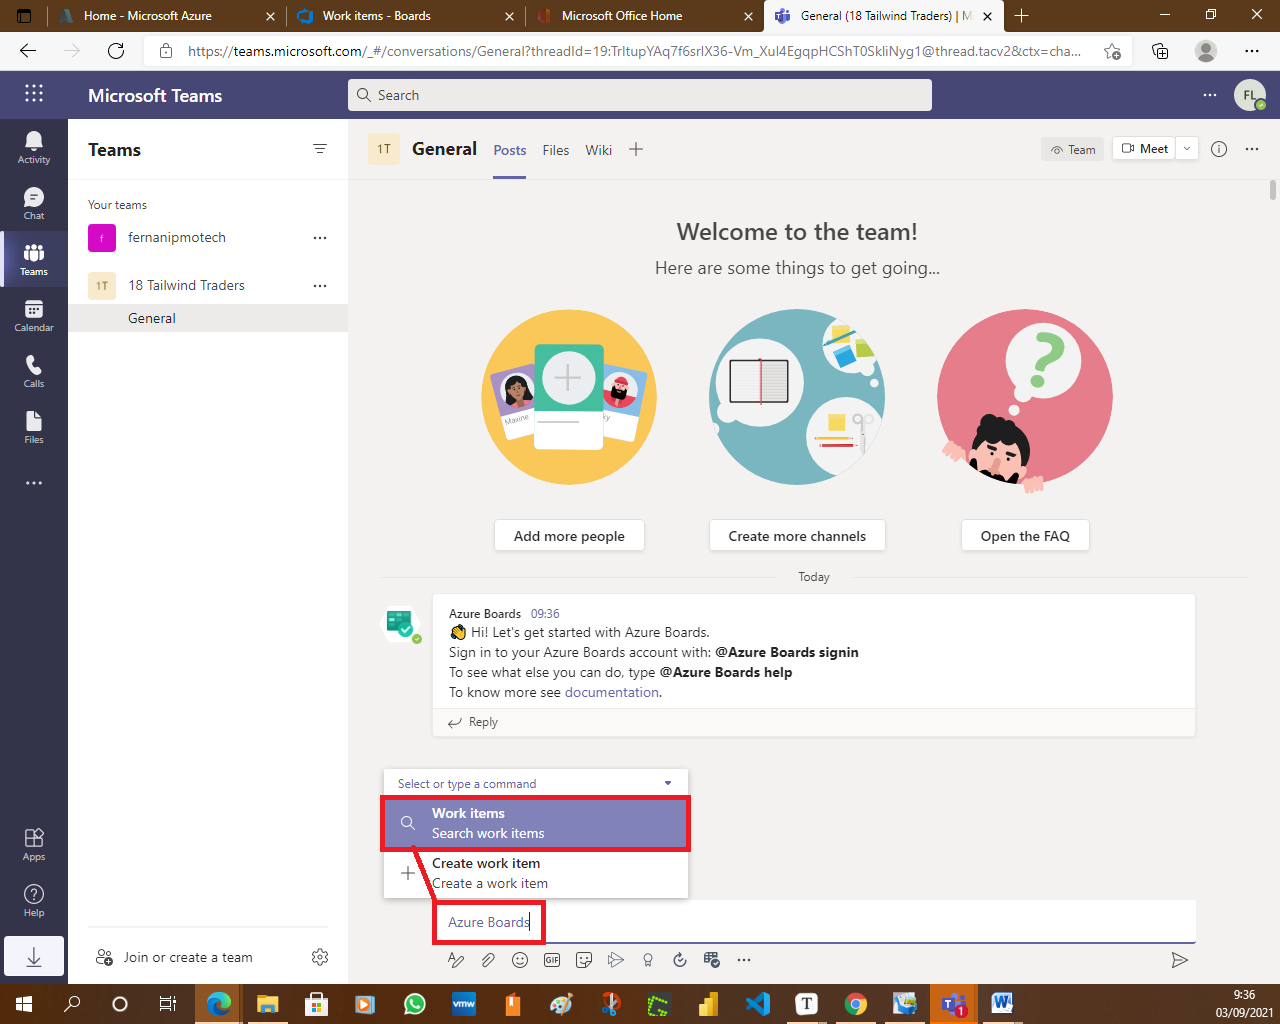 Home - Microsoft Azure
Work items - Boards
Microsoft Office Home
General (18 Tailwind Traders) | Mi
https://teams.microsoft.com/_#/conversations/General?threadId=19:TrItupYAq7f6srlX36-Vm_Xul4EgqpHCShT0SkliNyg1@thread.tacv2&ctx=cha...
Microsoft Teams
Search
FL
Activity
Chat
Teams
Calendar
Calls
Files
Apps
Help
Teams
Your teams
f
fernanipmotech
1T
18 Tailwind Traders
General
Join or create a team
1T
General
Posts
Files
Wiki
Team
Meet
Welcome to the team!
Here are some things to get going...
Maxine
ky
Add more people
Create more channels
Open the FAQ
Today
Azure Boards 09:36
Hi! Let's get started with Azure Boards.
Sign in to your Azure Boards account with: @Azure Boards signin
To see what else you can do, type @Azure Boards help
To know more see documentation.
Reply
Select or type a command
Work items
Search work items
Create work item
Create a work item
Azure Boards
GIF
vmw
T
1
W
9:36
03/09/2021